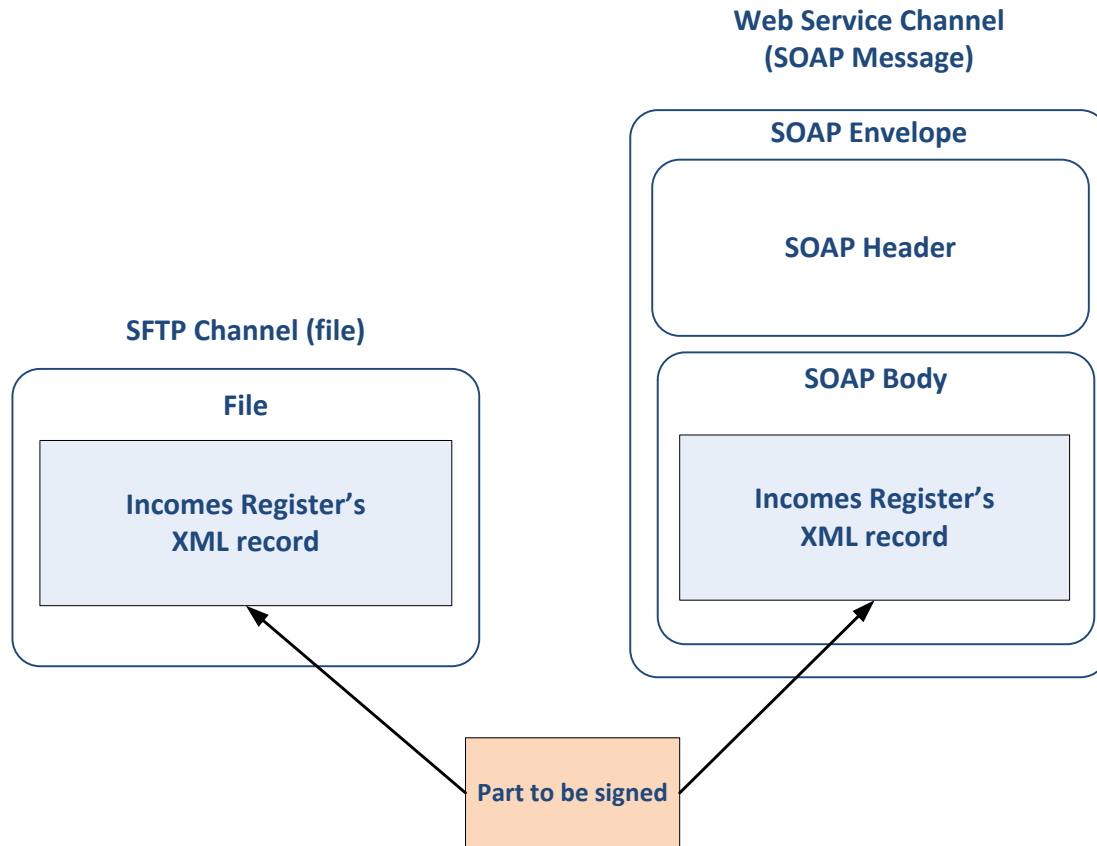 Web Service Channel
(SOAP Message)
SOAP Envelope
SOAP Header
SFTP Channel (file)
SOAP Body
File
Incomes Register’s
XML record
Incomes Register’s
XML record
Part to be signed